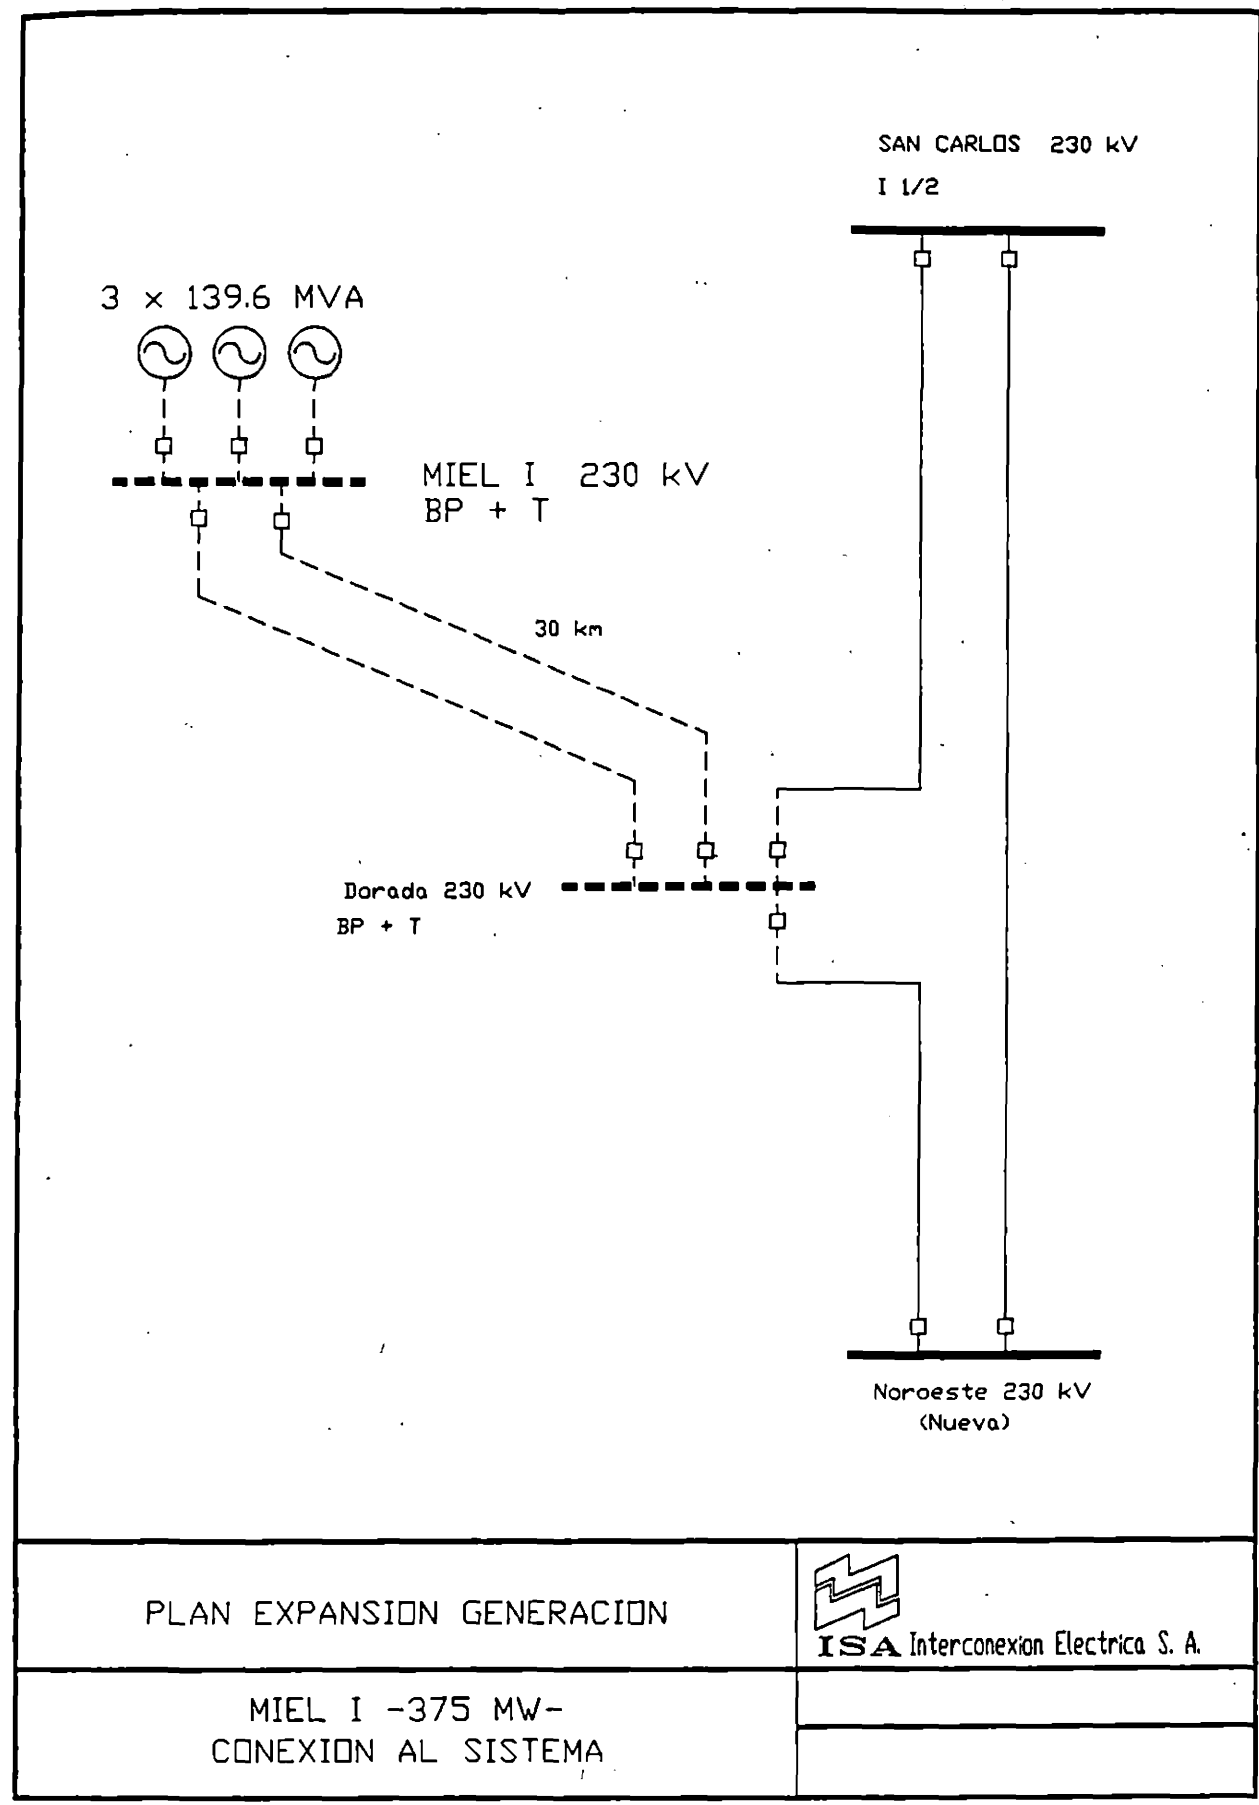 SAN CARLOS 230 kV
I 1/2
3 x 139.6 MVA
MIEL I 230 kV
BP + T
30 km
Dorada 230 kV
BP + T
Noroeste 230 kV
(Nueva)
PLAN EXPANSION GENERACION
ISA Interconexion Electrica S. A.
MIEL I -375 MW-
CONEXION AL SISTEMA